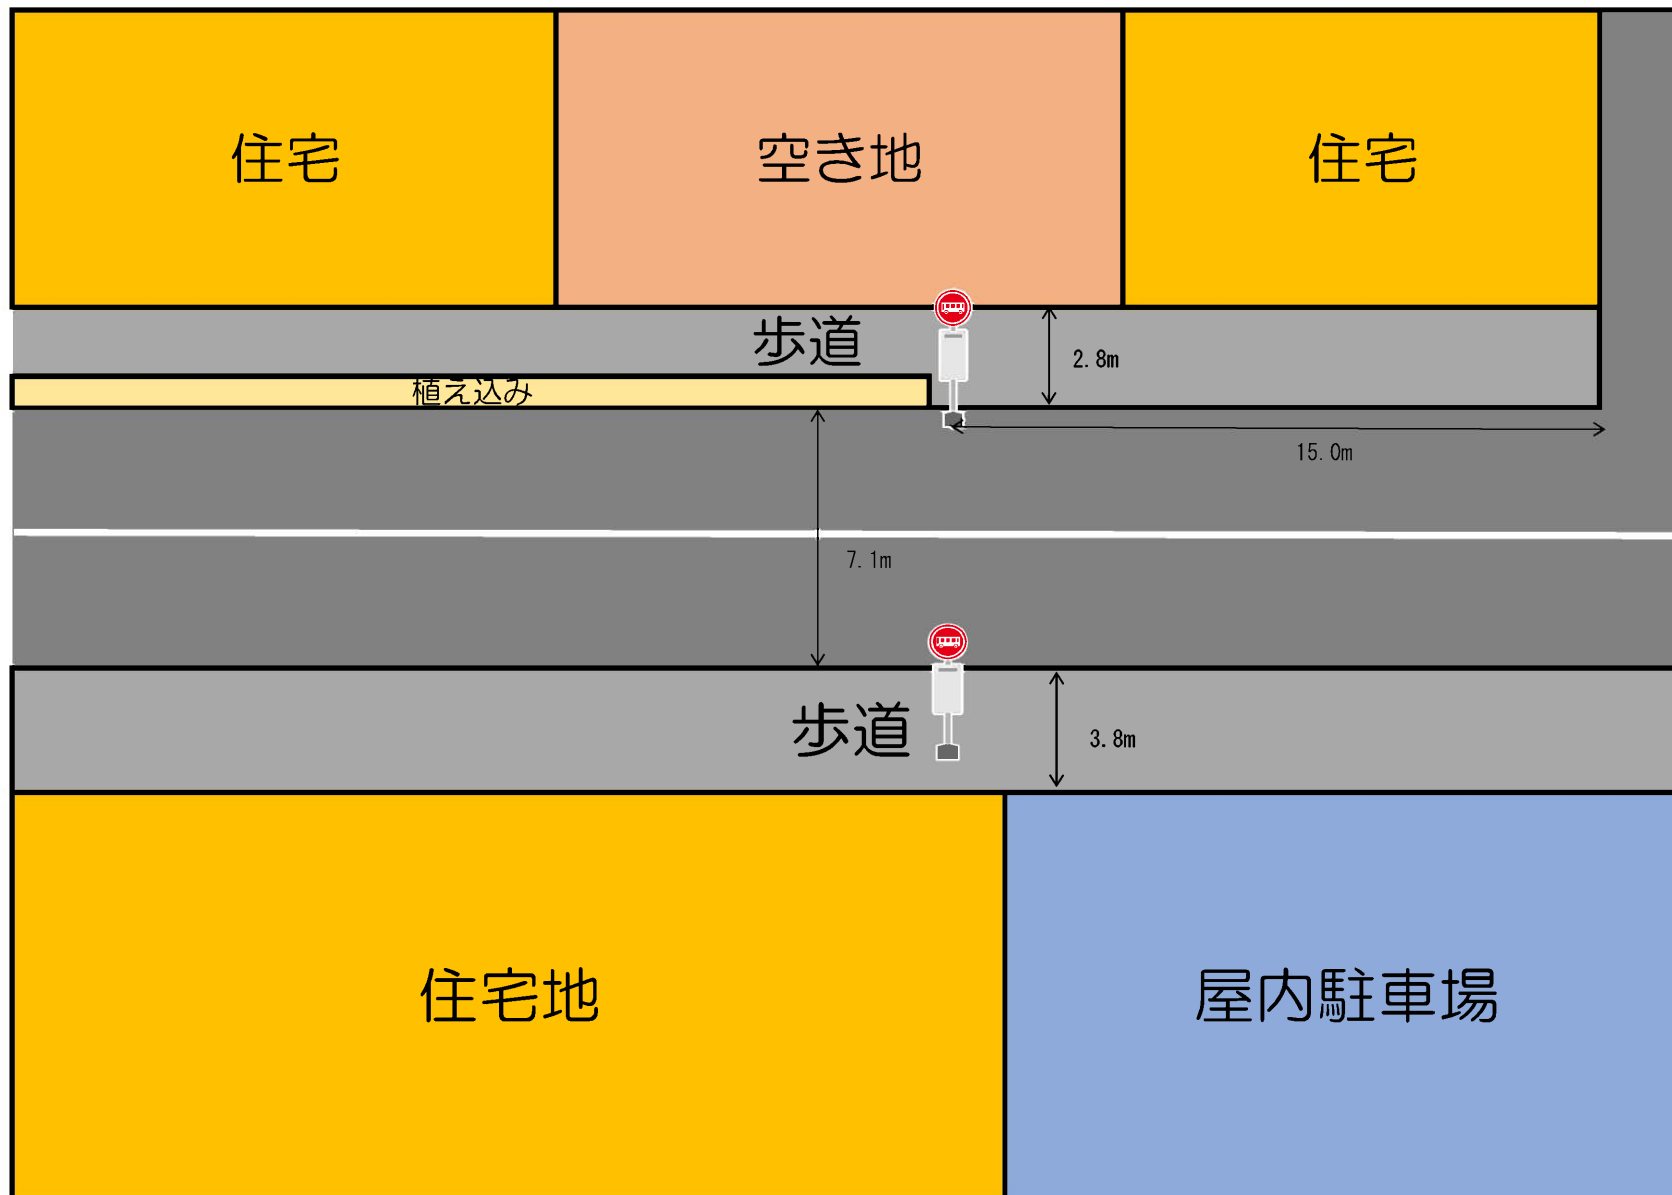 住宅
空き地
住宅
歩道
2.8m
植え込み
15.0m
7.1m
歩道
3.8m
住宅地
屋内駐車場